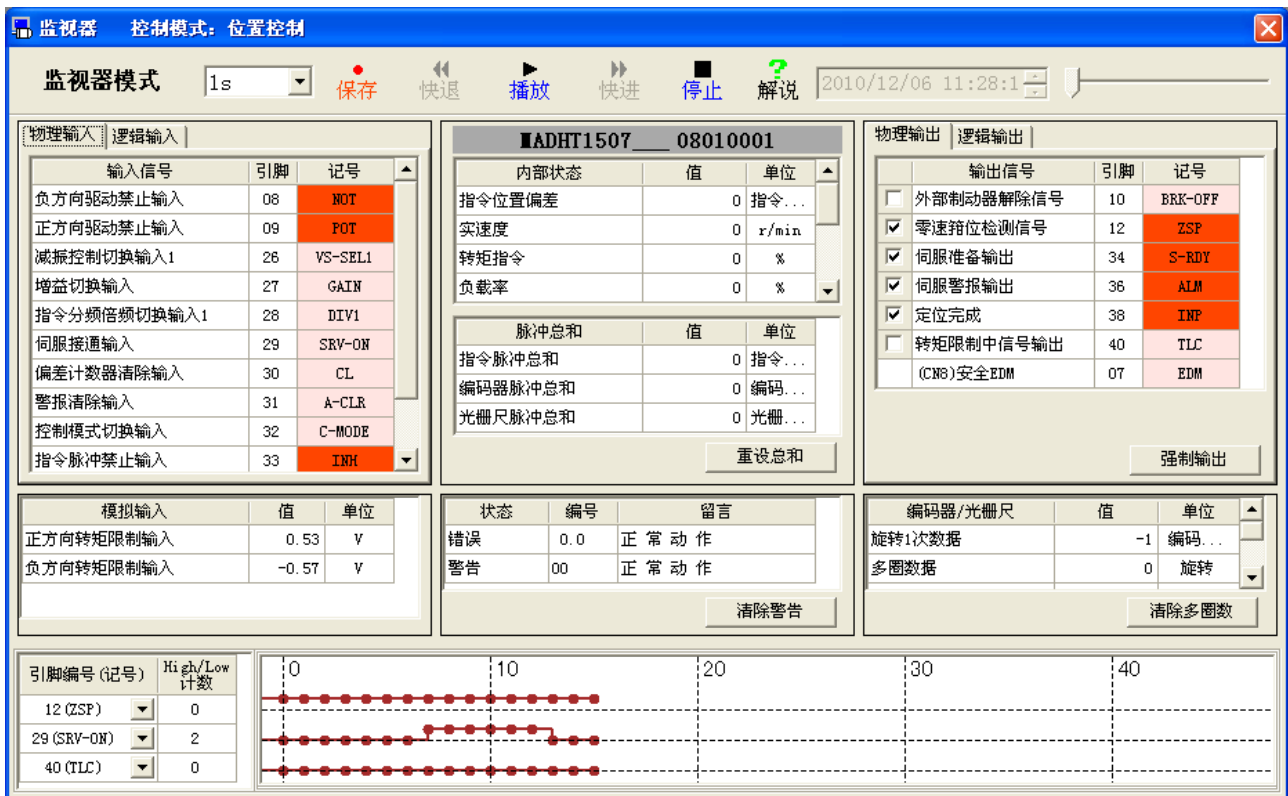 监视器 控制模式：位置控制
监视器模式 1s 保存 快退 播放 快进 停止 解说 2010/12/06 11:28:1
物理输入 逻辑输入
输入信号 引脚 记号
负方向驱动禁止输入 08 NOT
正方向驱动禁止输入 09 POT
减振控制切换输入1 26 VS-SEL1
增益切换输入 27 GAIN
指令分频倍频切换输入1 28 DIV1
伺服接通输入 29 SRV-ON
偏差计数器清除输入 30 CL
警报清除输入 31 A-CLR
控制模式切换输入 32 C-MODE
指令脉冲禁止输入 33 INH
MADHT1507___ 08010001
内部状态 值 单位
指令位置偏差 0 指令...
实速度 0 r/min
转矩指令 0 %
负载率 0 %
脉冲总和 值 单位
指令脉冲总和 0 指令...
编码器脉冲总和 0 编码...
光栅尺脉冲总和 0 光栅...
重设总和
物理输出 逻辑输出
输出信号 引脚 记号
外部制动器解除信号 10 BRK-OFF
零速箝位检测信号 12 ZSP
伺服准备输出 34 S-RDY
伺服警报输出 36 ALM
定位完成 38 INP
转矩限制中信号输出 40 TLC
(CN8)安全EDM 07 EDM
强制输出
模拟输入 值 单位
正方向转矩限制输入 0.53 V
负方向转矩限制输入 -0.57 V
状态 编号 留言
错误 0.0 正 常 动 作
警告 00 正 常 动 作
清除警告
编码器/光栅尺 值 单位
旋转1次数据 -1 编码...
多圈数据 0 旋转
清除多圈数
引脚编号(记号) High/Low
计数
12(ZSP) 0
29(SRV-ON) 2
40(TLC) 0
0 10 20 30 40